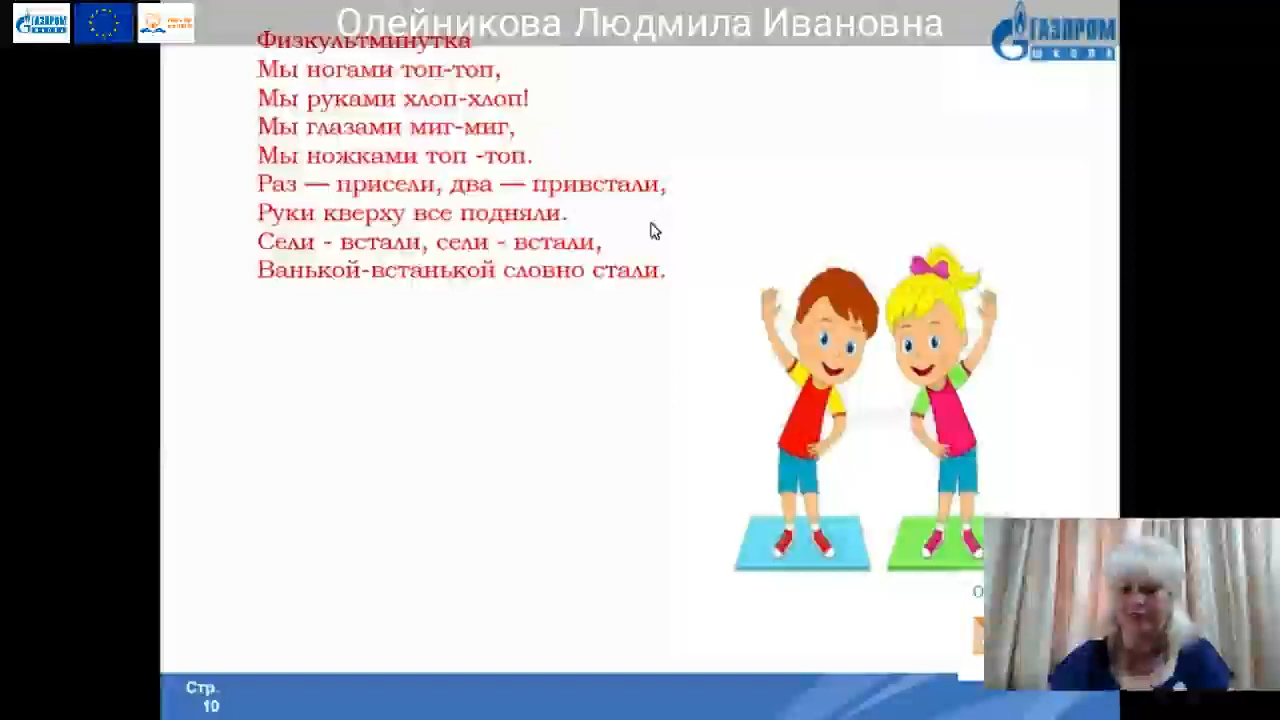 Олейникова Людмила Ивановна
ГАЗПРОМ
ШКОЛА
Физкультминутка
Мы ногами топ-топ,
Мы руками хлоп-хлоп!
Мы глазами миг-миг,
Мы ножками топ -топ.
Раз — присели, два — привстали,
Руки кверху все подняли.
Сели - встали, сели - встали,
Ванькой-встанькой словно стали.
Стр.
10